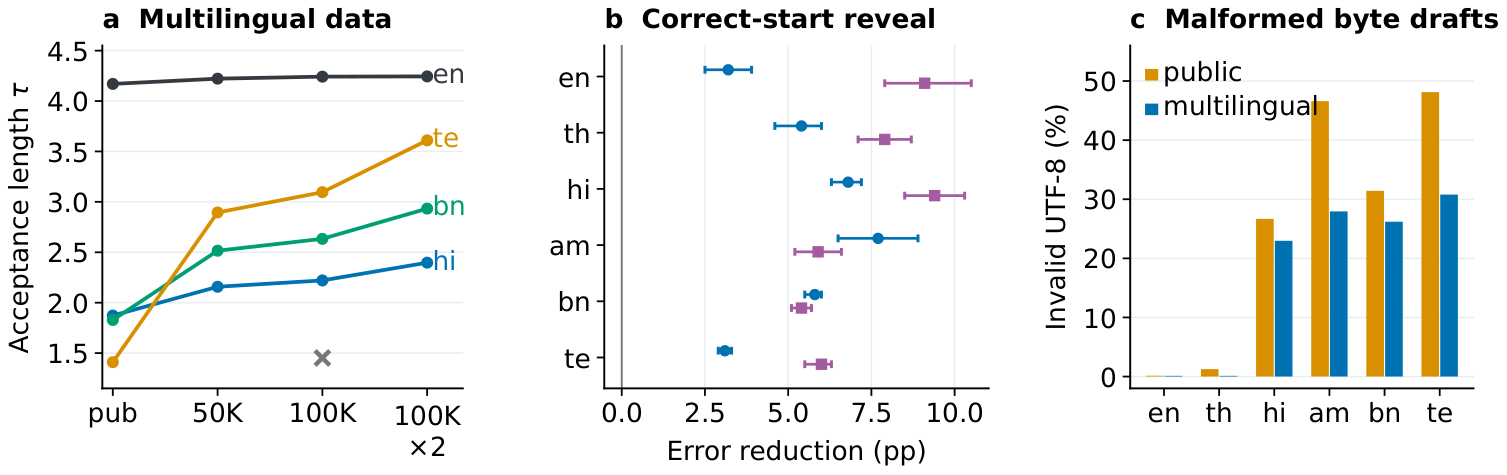 a Multilingual data
Acceptance length τ
4.5
4.0
3.5
3.0
2.5
2.0
1.5
en
te
bn
hi
pub
50K
100K
100K
×2
b Correct-start reveal
en
th
hi
am
bn
te
0.0
2.5
5.0
7.5
10.0
Error reduction (pp)
c Malformed byte drafts
Invalid UTF-8 (%)
50
40
30
20
10
0
public
multilingual
en
th
hi
am
bn
te